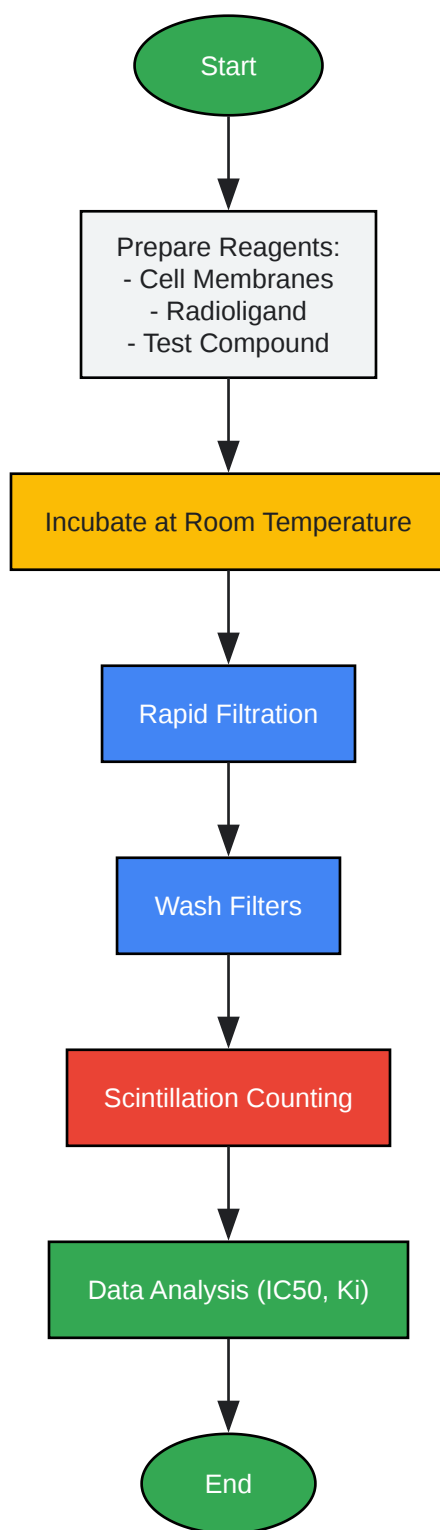 Start
Prepare Reagents:
- Cell Membranes
- Radioligand
- Test Compound
Incubate at Room Temperature
Rapid Filtration
Wash Filters
Scintillation Counting
Data Analysis (IC50, Ki)
End